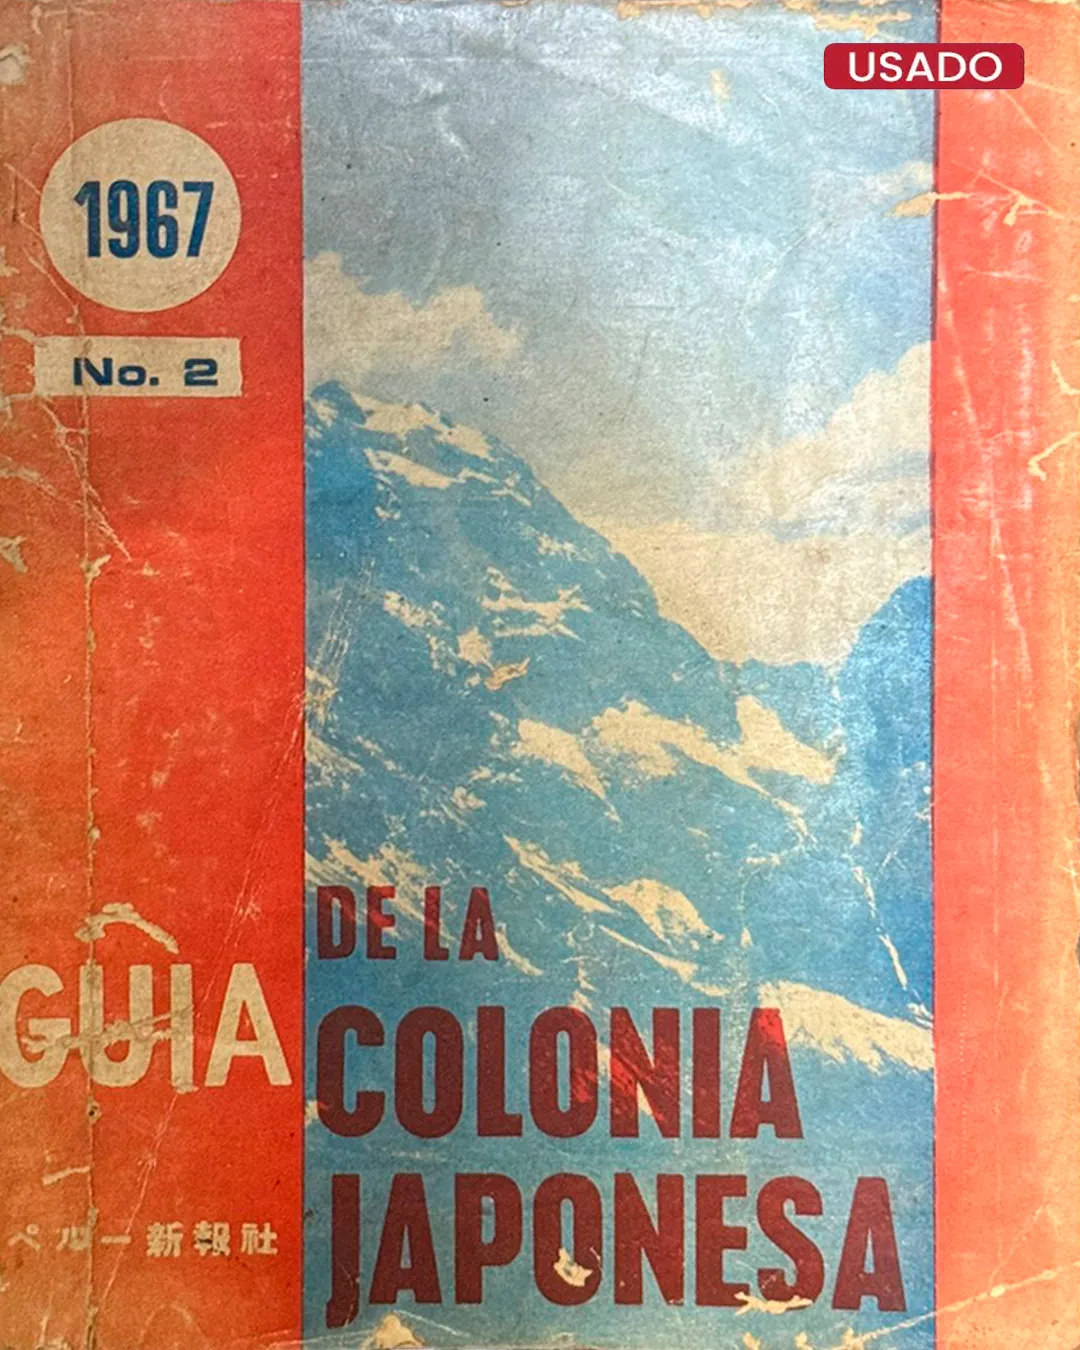 USADO
1967
No. 2
GUIA
DE LA
COLONIA
JAPONESA
ペルー新報社